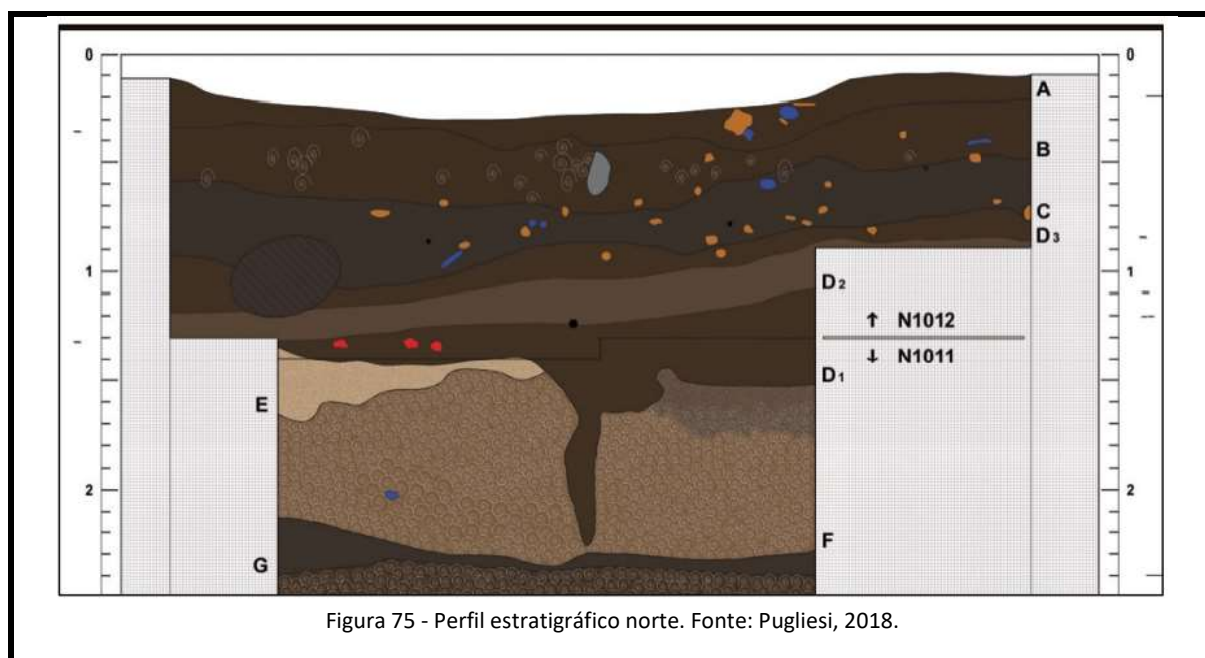 0 0
A
B
C
D3
1 1
D2
↑ N1012
↓ N1011
D1
E
2 2
F
G
Figura 75 - Perfil estratigráfico norte. Fonte: Pugliesi, 2018.